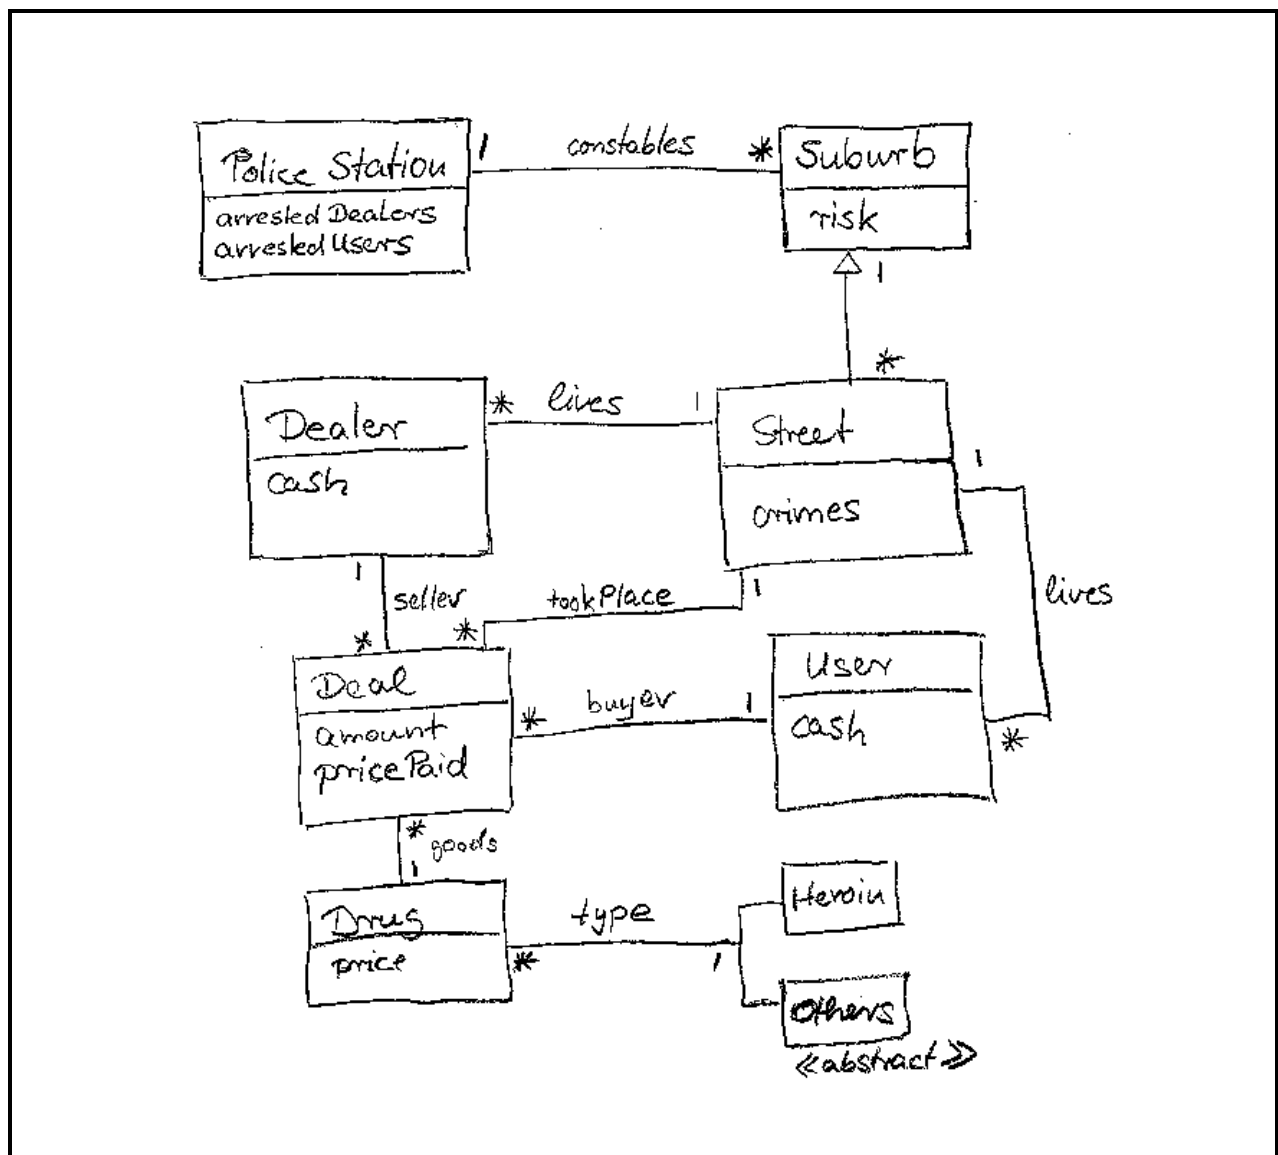 Police Station
arrested Dealers
arrested Users
1 constables *
Suburb
risk
1
*
Dealer
cash
* lives 1
Street
crimes
1
lives
*
1
seller
*
tookPlace
*
1
Deal
amount
pricePaid
* buyer 1
User
cash
*
goods
1
Drug
price
* type 1
Heroin
Others
<<abstract>>